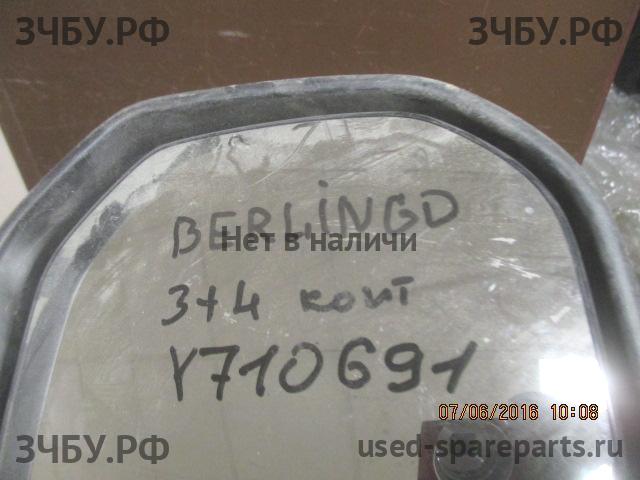 ЗЧБУ.РФ ЗЧБУ.РФ
BERLINGO
Нет в наличи
3+4 конт
Y710691
07/06/2016 10:08
ЗЧБУ.РФ used-spareparts.ru